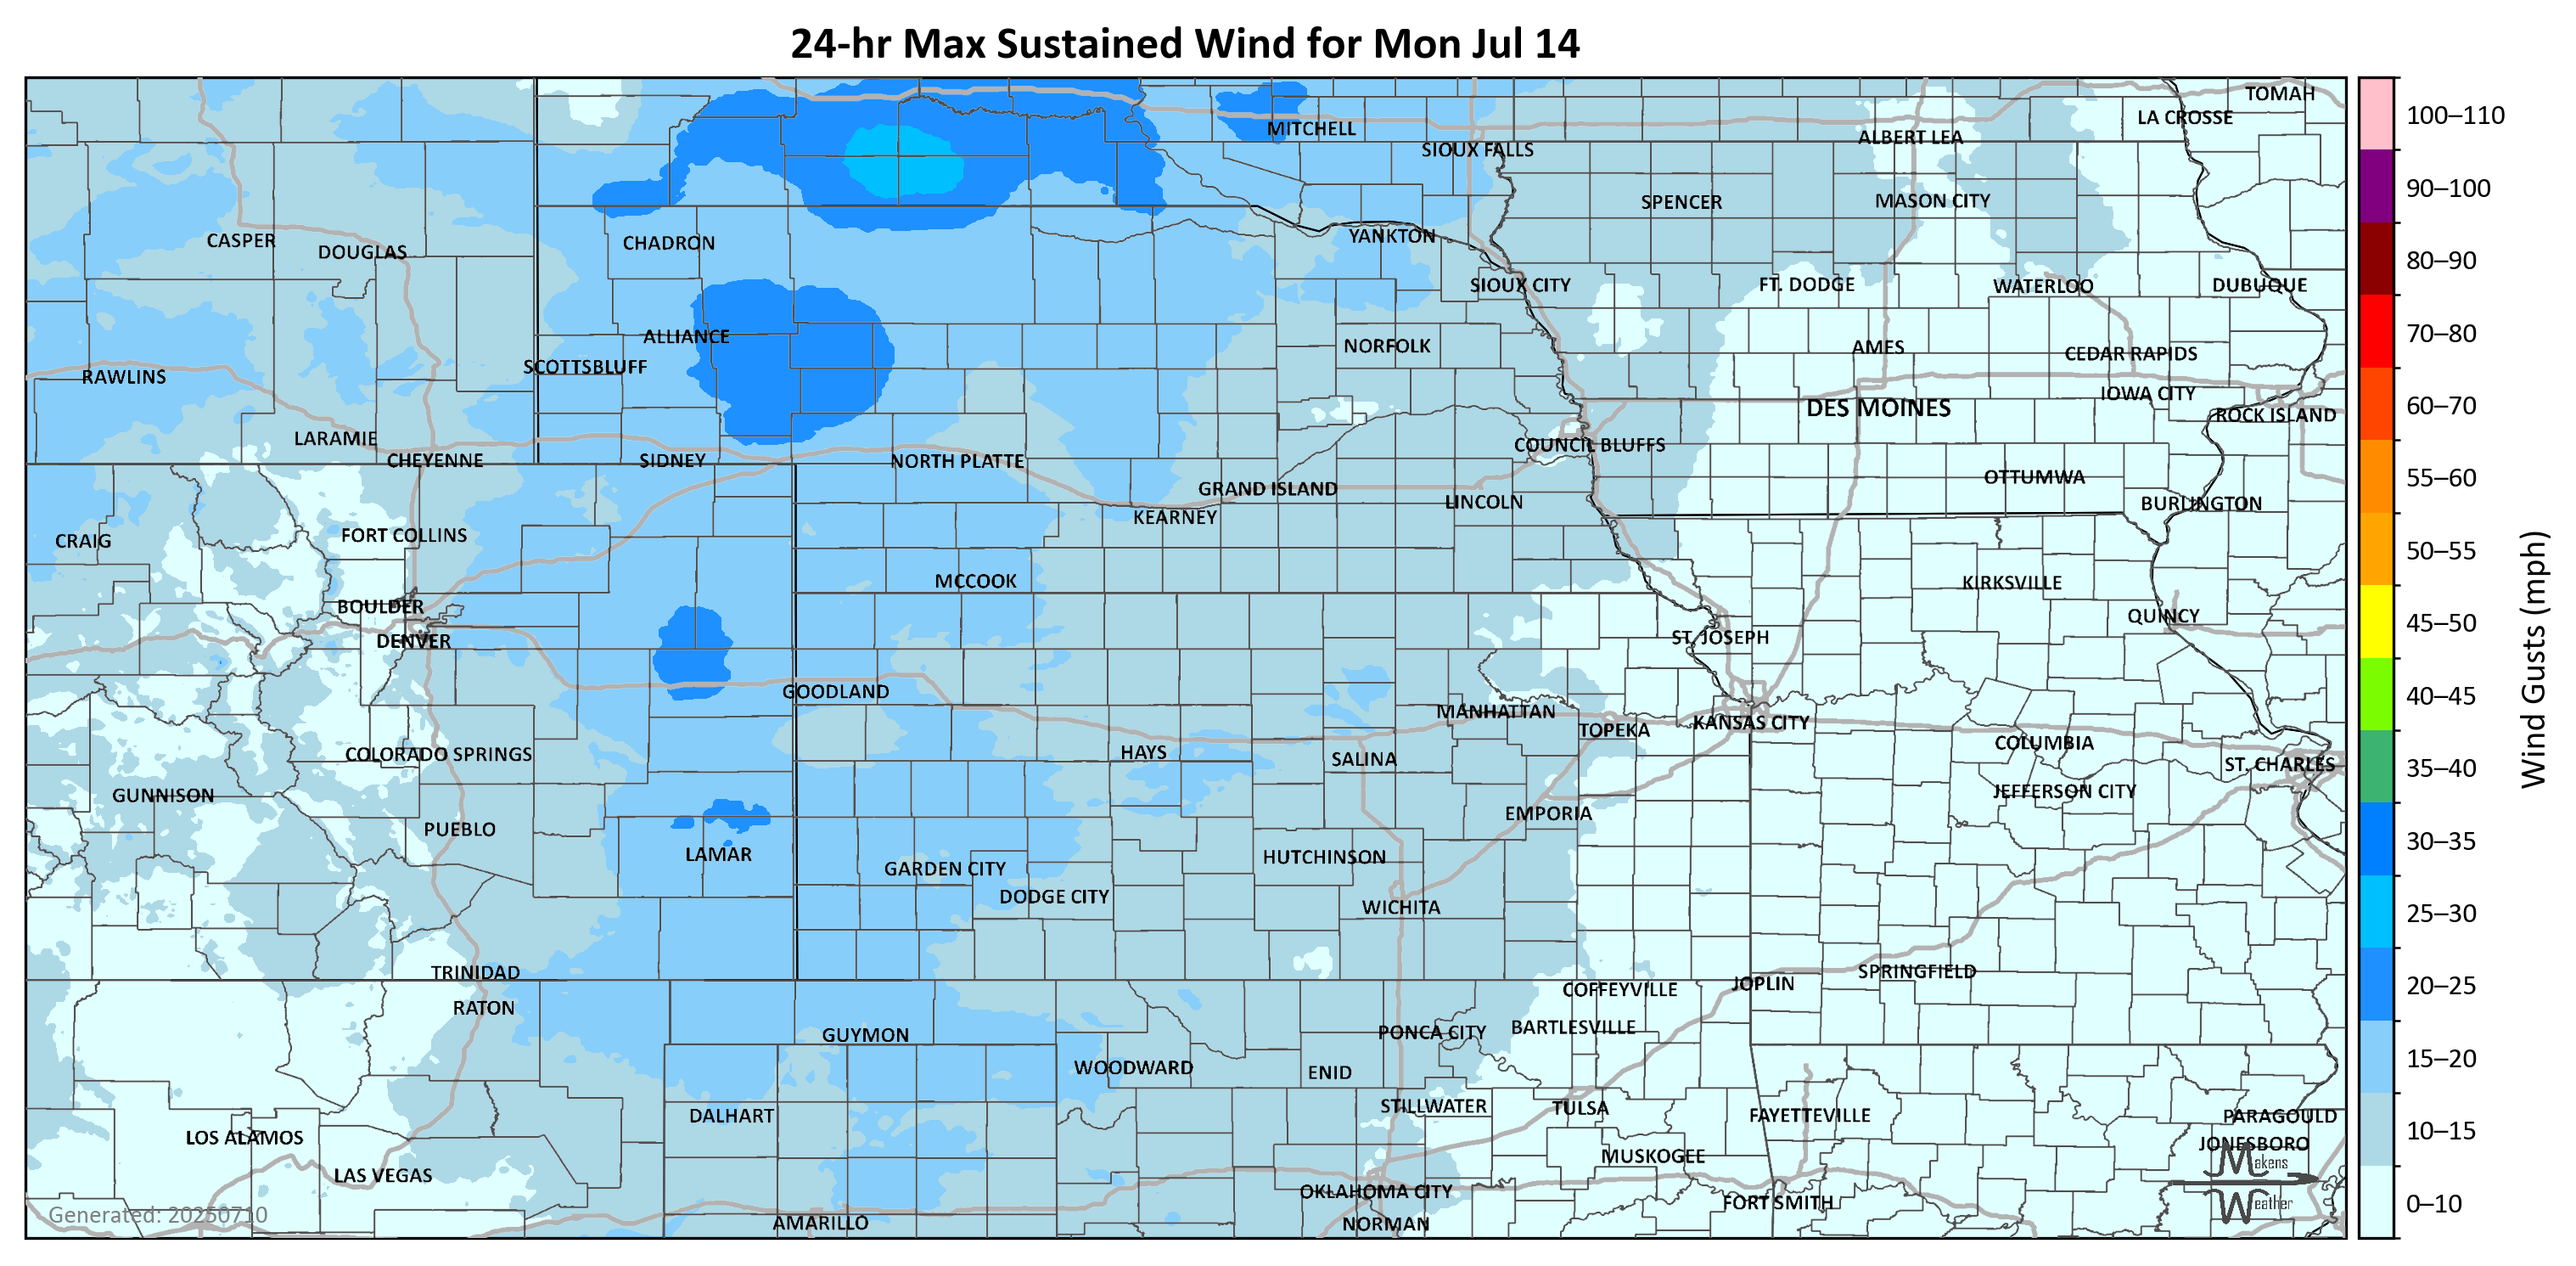 24-hr Max Sustained Wind for Mon Jul 14
TOMAH
LA CROSSE
MITCHELL
ALBERT LEA
SIOUX FALLS
SPENCER
MASON CITY
CASPER
DOUGLAS
CHADRON
YANKTON
SIOUX CITY
FT. DODGE
WATERLOO
DUBUQUE
ALLIANCE
NORFOLK
AMES
CEDAR RAPIDS
SCOTTSBLUFF
RAWLINS
IOWA CITY
DES MOINES
ROCK ISLAND
LARAMIE
COUNCIL BLUFFS
CHEYENNE
SIDNEY
NORTH PLATTE
OTTUMWA
GRAND ISLAND
LINCOLN
BURLINGTON
KEARNEY
CRAIG
FORT COLLINS
MCCOOK
KIRKSVILLE
BOULDER
QUINCY
DENVER
ST. JOSEPH
GOODLAND
MANHATTAN
TOPEKA
KANSAS CITY
COLORADO SPRINGS
HAYS
SALINA
COLUMBIA
ST. CHARLES
GUNNISON
JEFFERSON CITY
PUEBLO
EMPORIA
LAMAR
GARDEN CITY
HUTCHINSON
DODGE CITY
WICHITA
TRINIDAD
SPRINGFIELD
JOPLIN
COFFEYVILLE
RATON
GUYMON
PONCA CITY
BARTLESVILLE
WOODWARD
ENID
DALHART
STILLWATER
TULSA
FAYETTEVILLE
PARAGOULD
LOS ALAMOS
JONESBORO
LAS VEGAS
MUSKOGEE
OKLAHOMA CITY
FORT SMITH
AMARILLO
NORMAN
Generated: 20250710
Makens
Weather
100–110
90–100
80–90
70–80
60–70
55–60
50–55
45–50
40–45
35–40
30–35
25–30
20–25
15–20
10–15
0–10
Wind Gusts (mph)